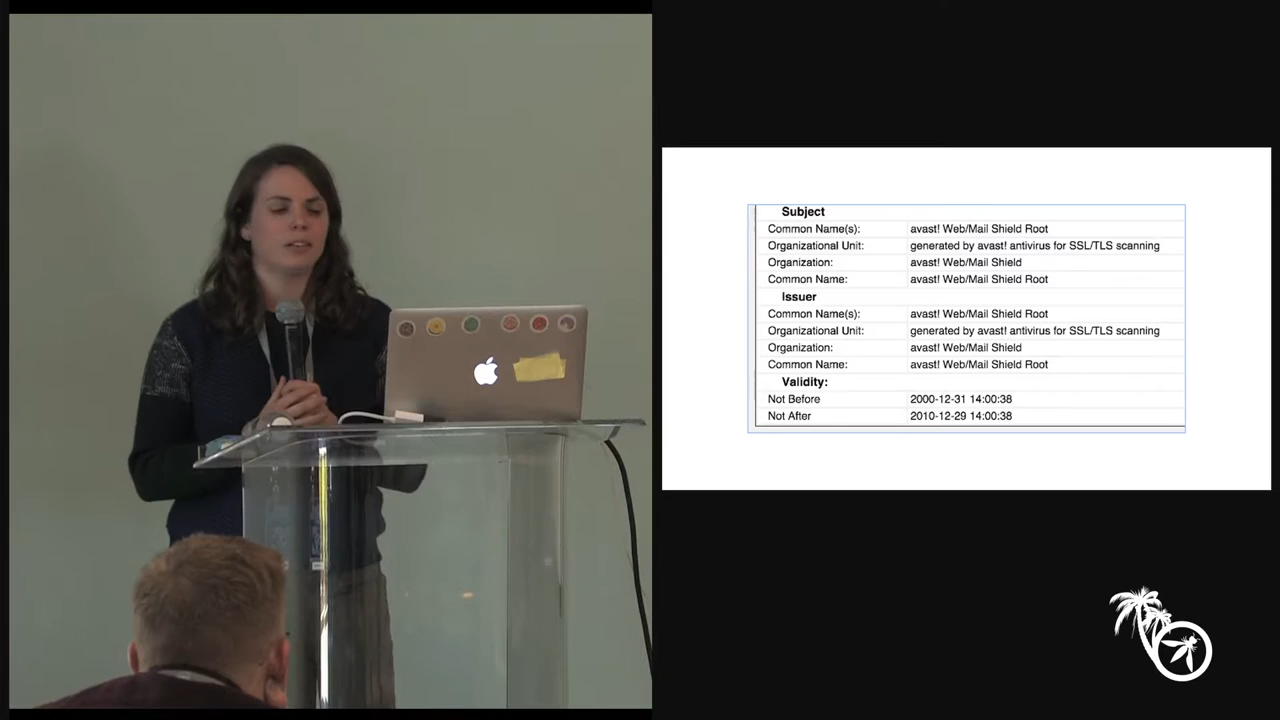 Subject
Common Name(s): avast! Web/Mail Shield Root
Organizational Unit: generated by avast! antivirus for SSL/TLS scanning
Organization: avast! Web/Mail Shield
Common Name: avast! Web/Mail Shield Root
Issuer
Common Name(s): avast! Web/Mail Shield Root
Organizational Unit: generated by avast! antivirus for SSL/TLS scanning
Organization: avast! Web/Mail Shield
Common Name: avast! Web/Mail Shield Root
Validity:
Not Before 2000-12-31 14:00:38
Not After 2010-12-29 14:00:38